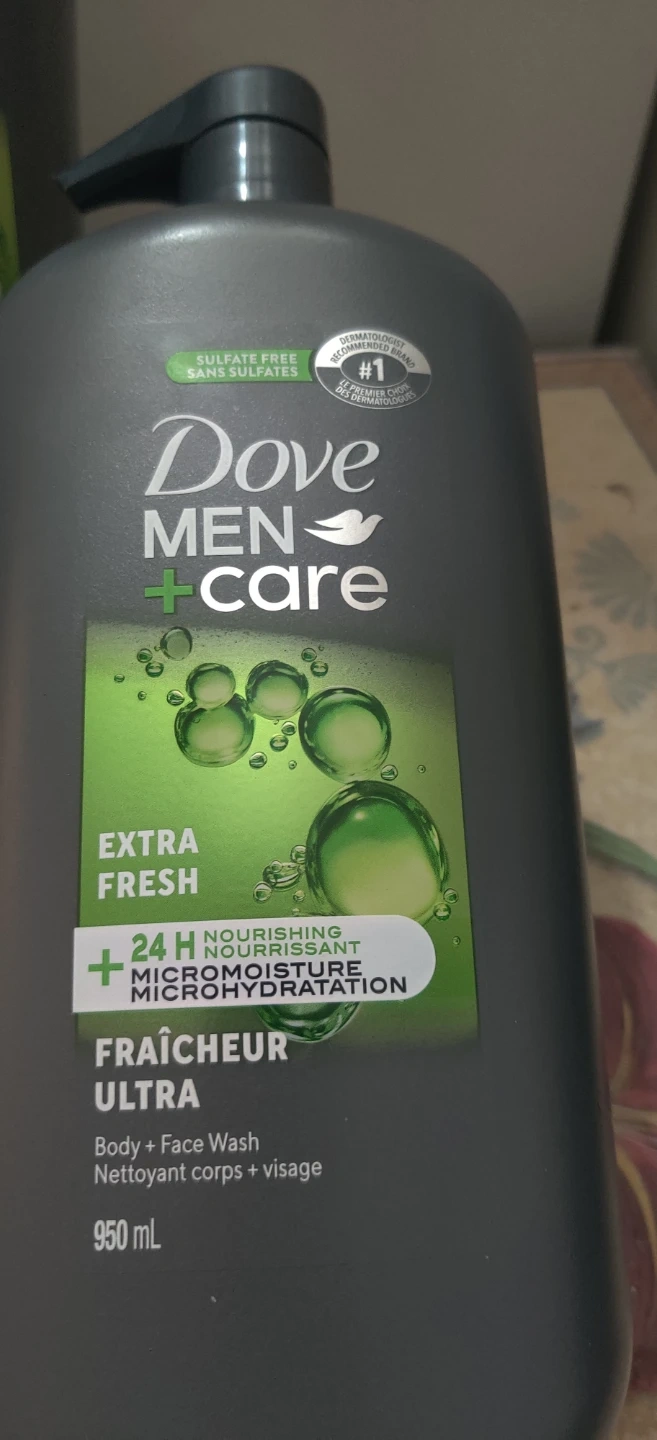 SULFATE FREE
SANS SULFATES
DERMATOLOGIST
RECOMMENDED BRAND
#1
LE PREMIER CHOIX
DES DERMATOLOGUES
Dove
MEN
+care
EXTRA
FRESH
+ 24 H NOURISHING
NOURRISSANT
MICROMOISTURE
MICROHYDRATATION
FRAÎCHEUR
ULTRA
Body + Face Wash
Nettoyant corps + visage
950 mL